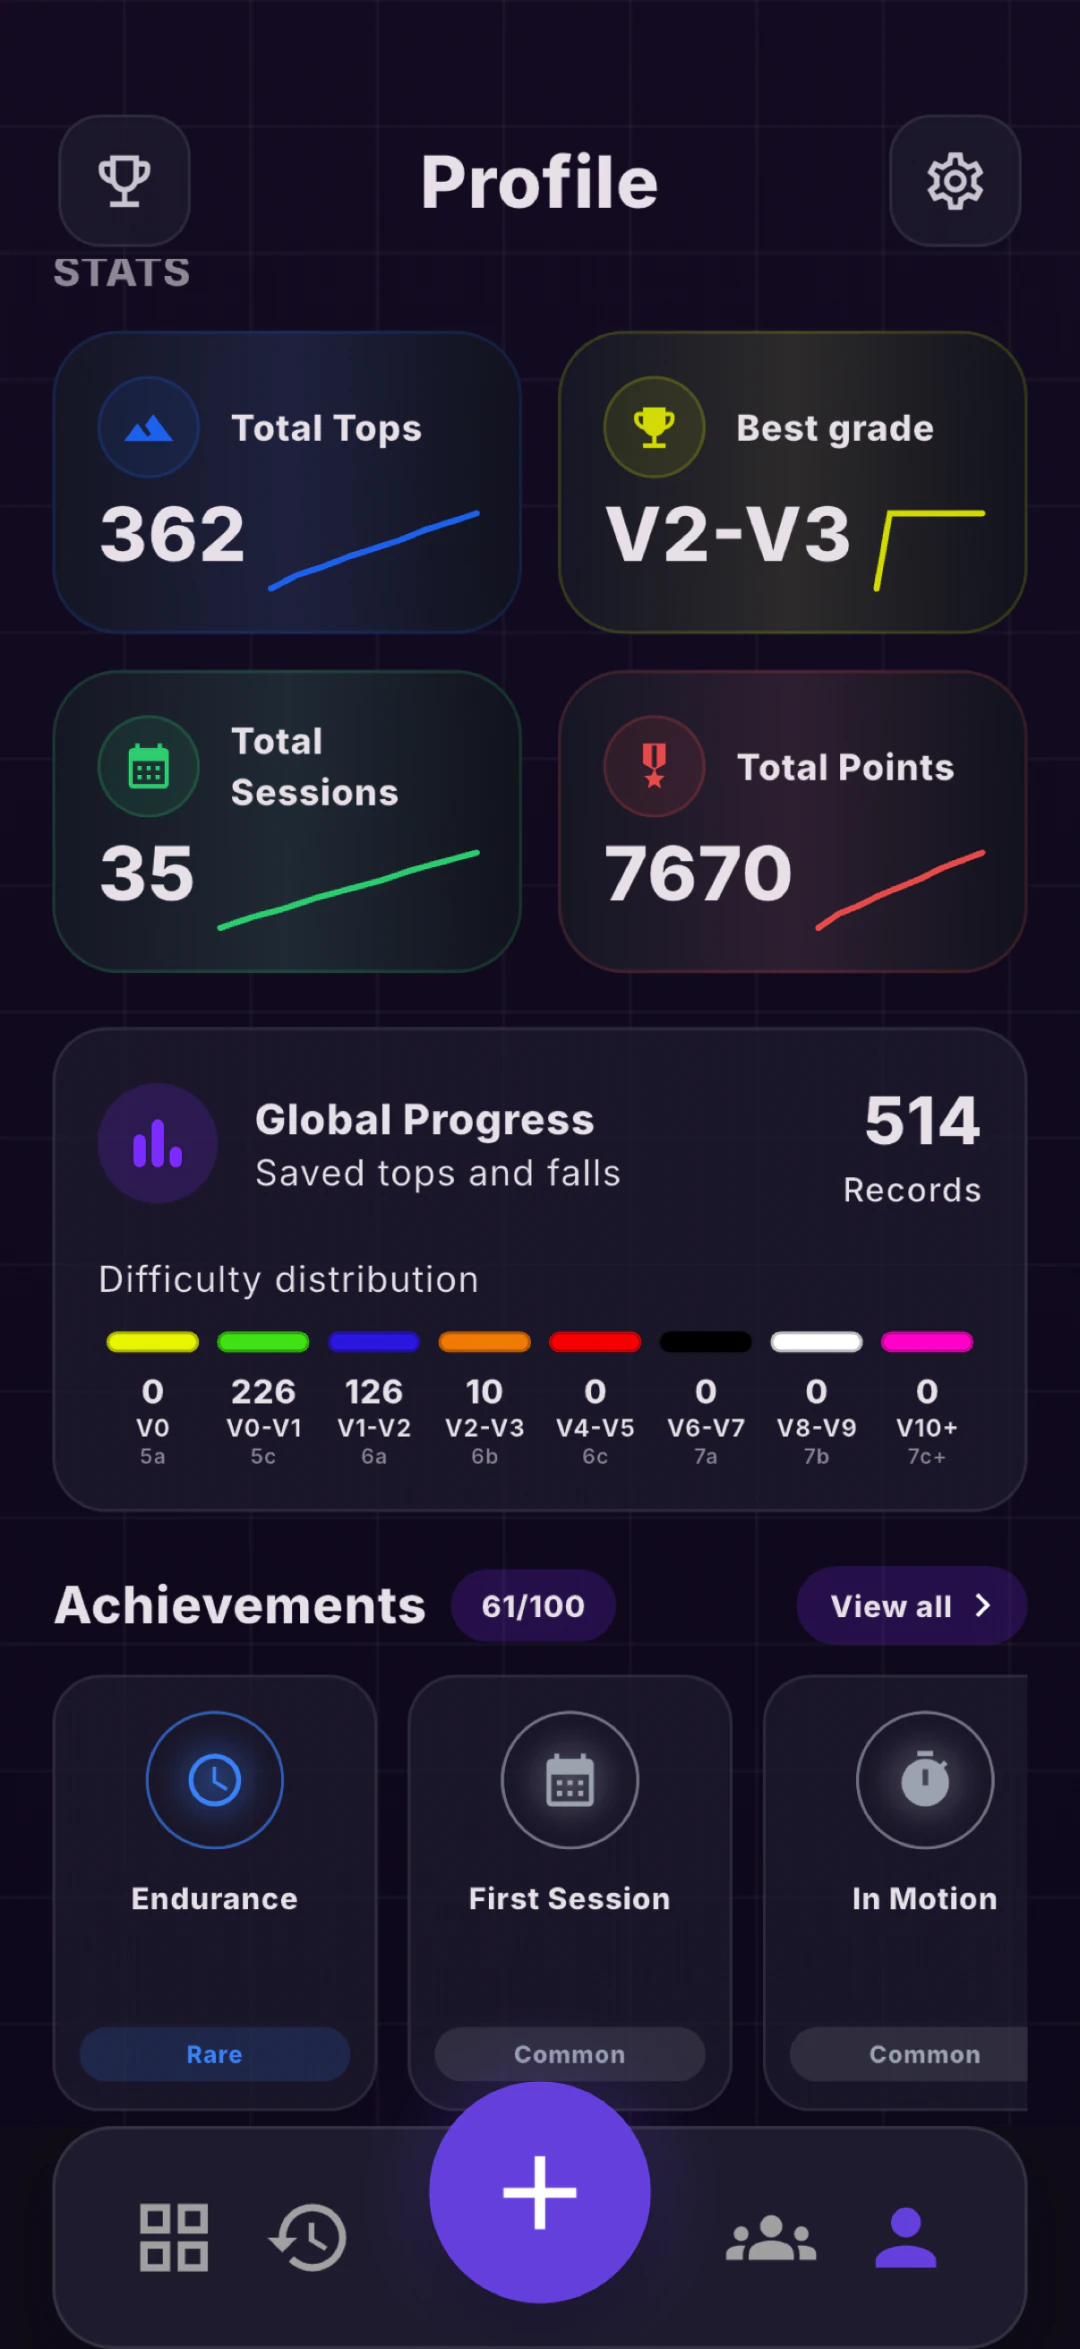 Profile
STATS
Total Tops
362
Best grade
V2-V3
Total
Sessions
35
Total Points
7670
Global Progress
Saved tops and falls
514
Records
Difficulty distribution
0 226 126 10 0 0 0 0
V0 V0-V1 V1-V2 V2-V3 V4-V5 V6-V7 V8-V9 V10+
5a 5c 6a 6b 6c 7a 7b 7c+
Achievements 61/100 View all
Endurance First Session In Motion
Rare Common Common